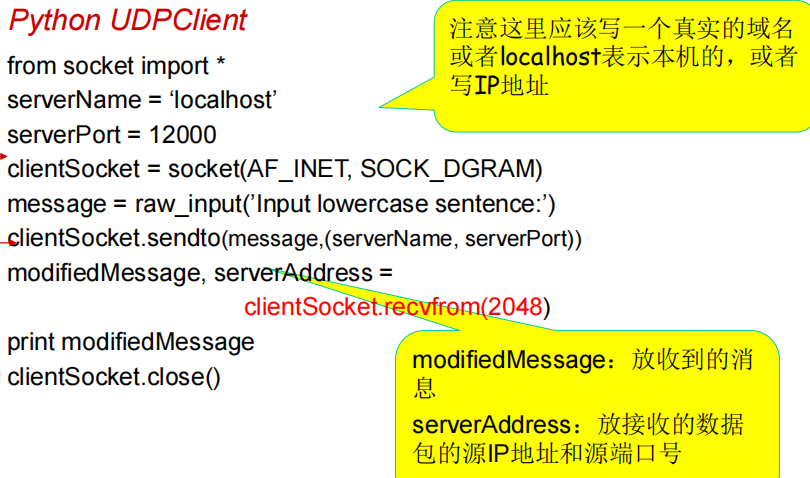 Python UDPClient
from socket import *
serverName = ‘localhost’
serverPort = 12000
clientSocket = socket(AF_INET, SOCK_DGRAM)
message = raw_input(’Input lowercase sentence:’)
clientSocket.sendto(message,(serverName, serverPort))
modifiedMessage, serverAddress =
clientSocket.recvfrom(2048)
print modifiedMessage
clientSocket.close()
注意这里应该写一个真实的域名
或者localhost表示本机的，或者
写IP地址
modifiedMessage：放收到的消
息
serverAddress：放接收的数据
包的源IP地址和源端口号